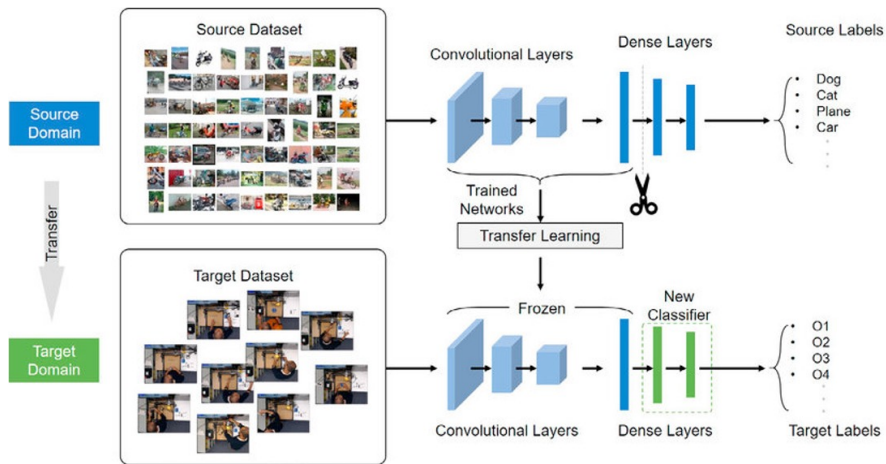 Source Dataset
Convolutional Layers
Dense Layers
Source Labels
Source
Domain
• Dog
• Cat
• Plane
• Car
Transfer
Trained
Networks
Transfer Learning
Target Dataset
Frozen
New
Classifier
Target
Domain
• O1
• O2
• O3
• O4
Convolutional Layers
Dense Layers
Target Labels